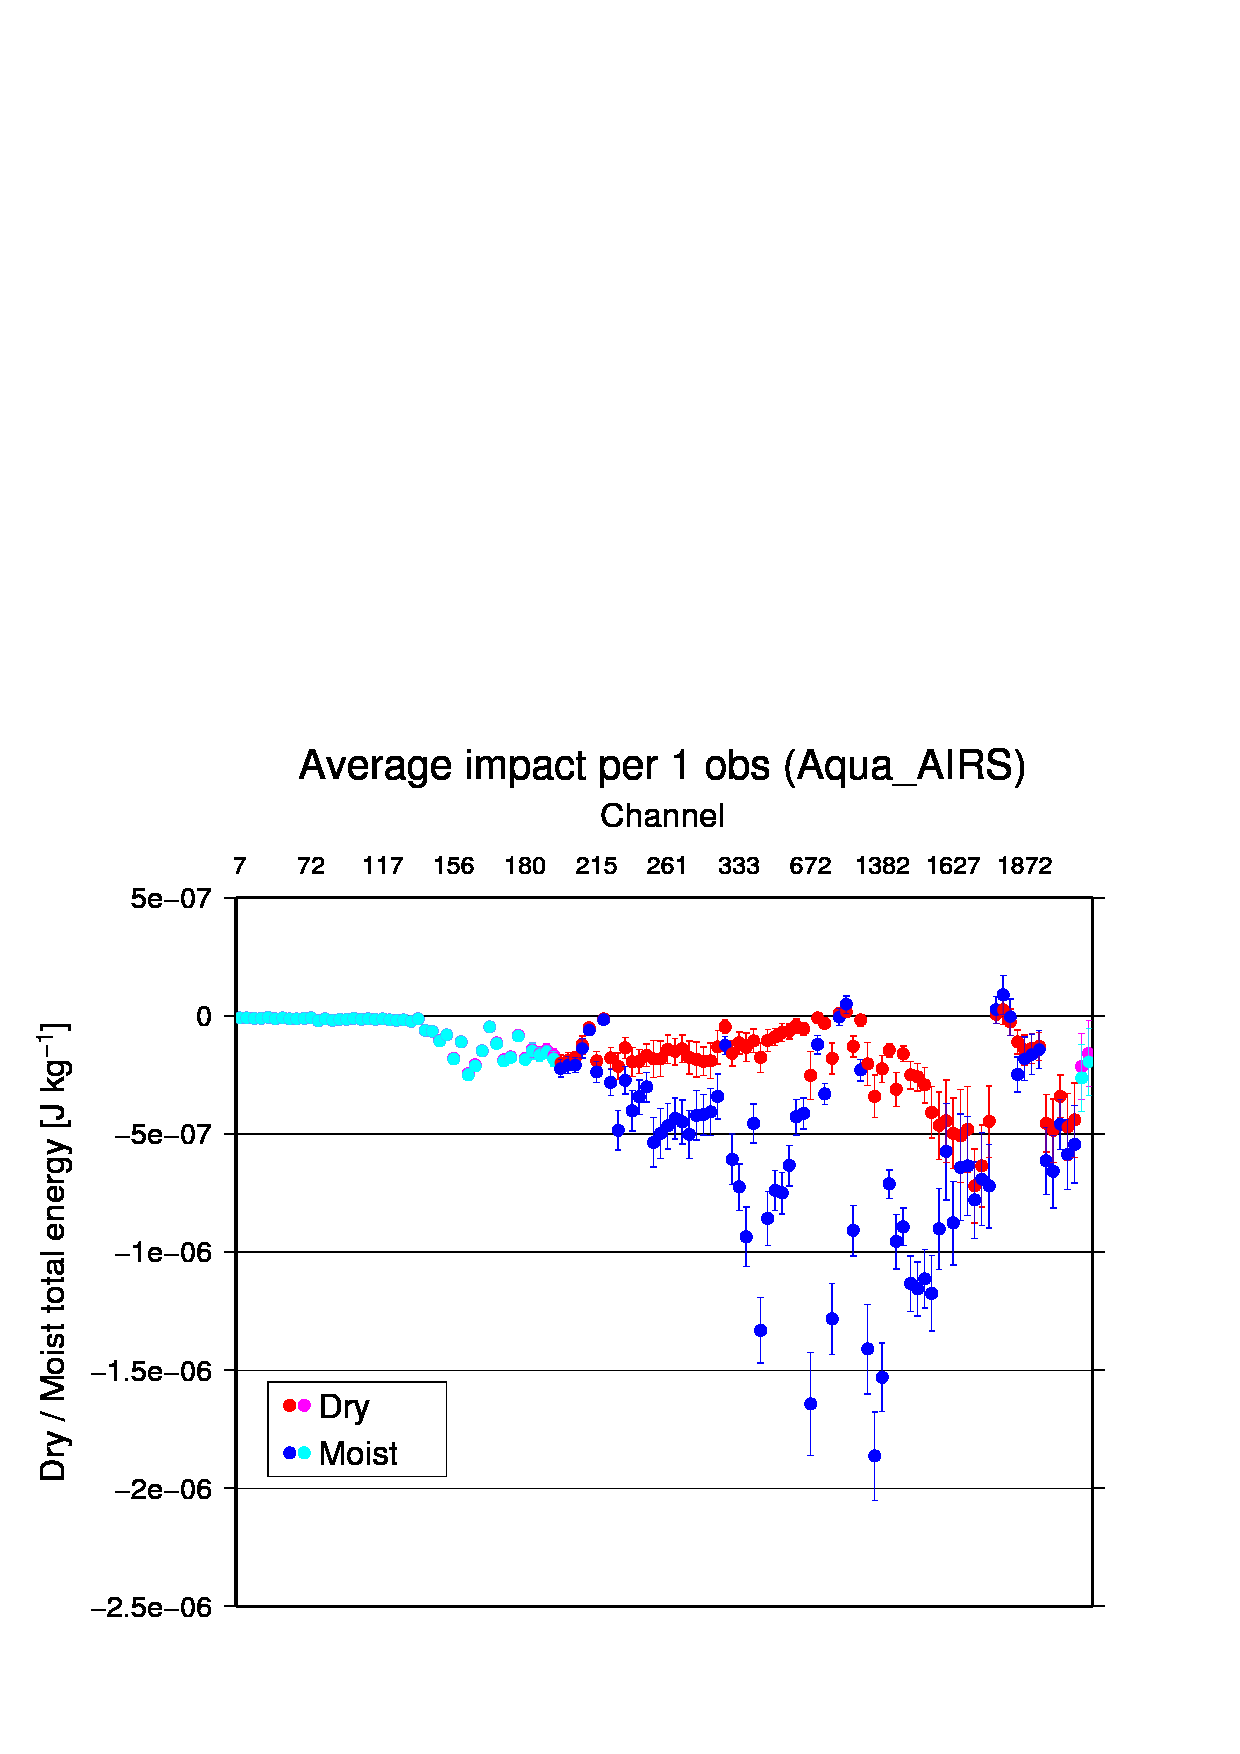 Average impact per 1 obs (Aqua_AIRS)
Channel
7 72 117 156 180 215 261 333 672 1382 1627 1872
5e−07
0
−5e−07
−1e−06
−1.5e−06
−2e−06
−2.5e−06
Dry / Moist total energy [J kg⁻¹]
Dry
Moist